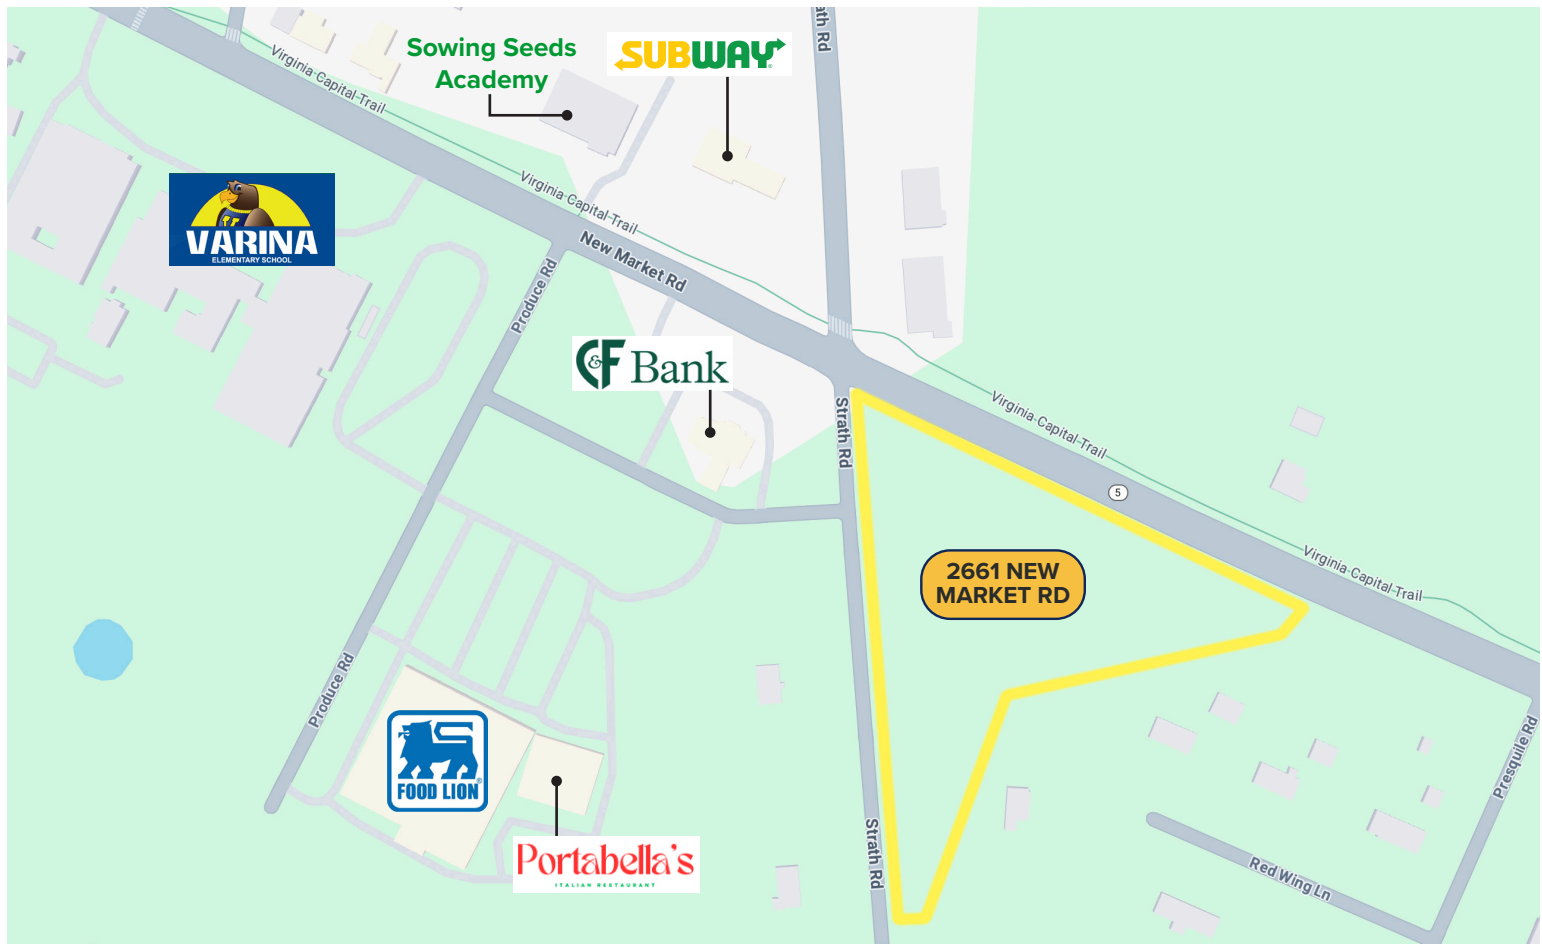 ath Rd
Sowing Seeds
Academy
SUBWAY
Virginia Capital Trail
VARINA
ELEMENTARY SCHOOL
Virginia Capital Trail
New Market Rd
Produce Rd
C&F Bank
Strath Rd
Virginia Capital Trail
5
Virginia Capital Trail
2661 NEW
MARKET RD
Produce Rd
FOOD LION
Presquile Rd
Portabella's
ITALIAN RESTAURANT
Strath Rd
Red Wing Ln